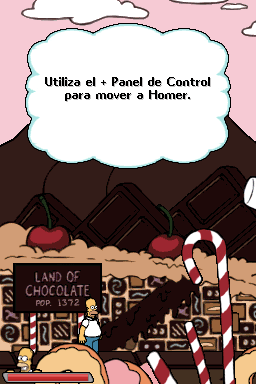 Utiliza el + Panel de Control
para mover a Homer.
LAND OF
CHOCOLATE
POP. 1372